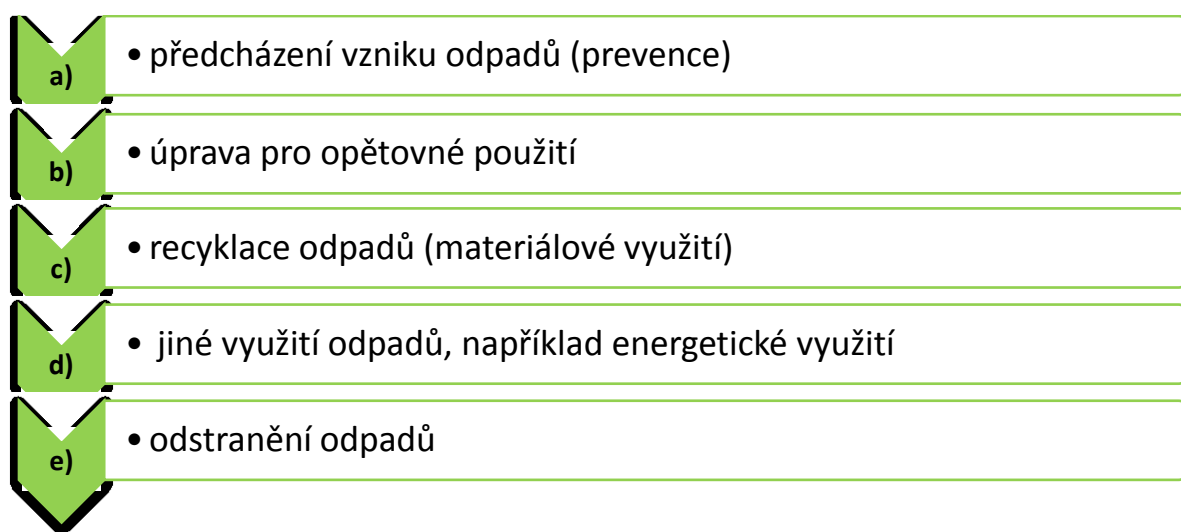 a) • předcházení vzniku odpadů (prevence)
b) • úprava pro opětovné použití
c) • recyklace odpadů (materiálové využití)
d) • jiné využití odpadů, například energetické využití
e) • odstranění odpadů